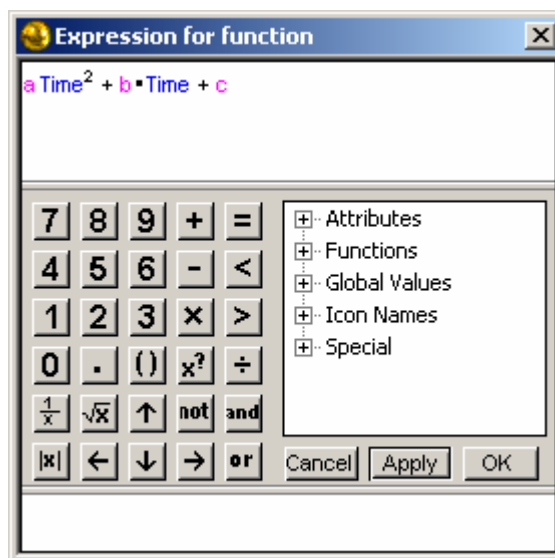 Expression for function
a Time² + b ▪ Time + c
7 8 9 + =
4 5 6 - <
1 2 3 × >
0 . () x? ÷
1/x √x ↑ not and
|x| ← ↓ → or
Attributes
Functions
Global Values
Icon Names
Special
Cancel Apply OK